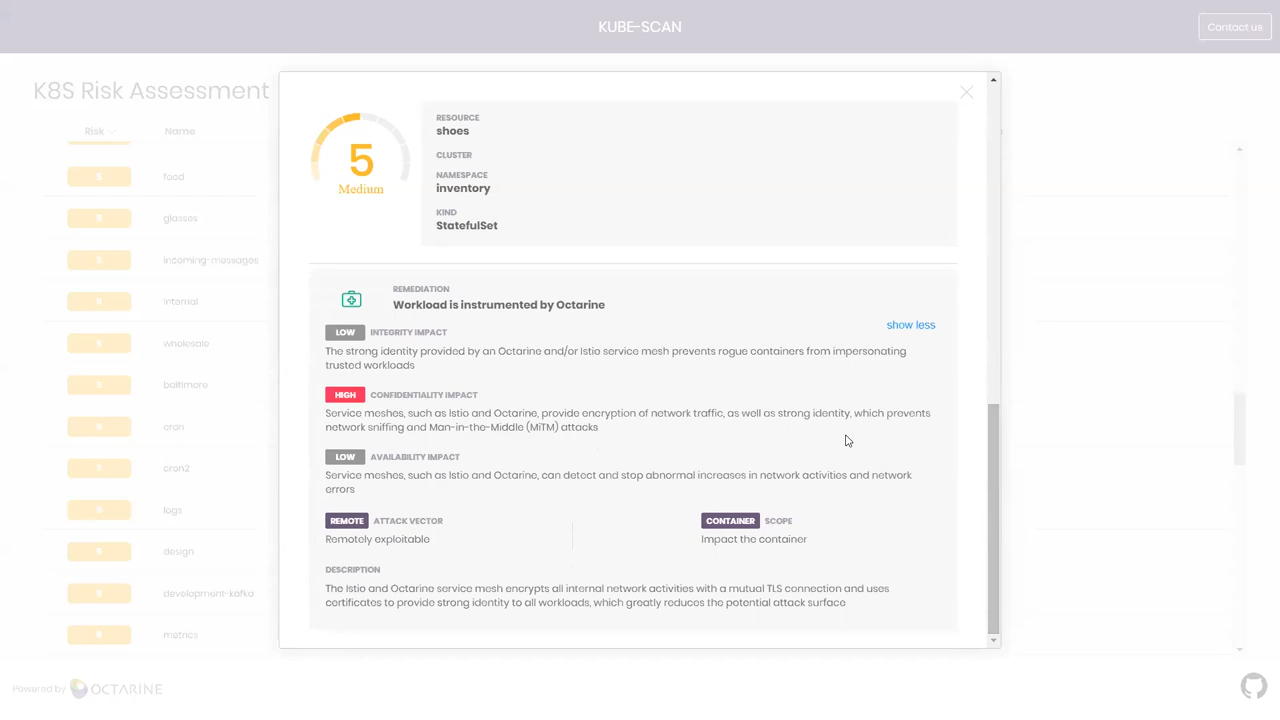 KUBE-SCAN
Contact us
K8S Risk Assessment
Risk
Name
5
food
glasses
incoming-messages
internal
wholesale
baltimore
cron
cron2
logs
design
development-kafka
metrics
5
Medium
RESOURCE
shoes
CLUSTER
NAMESPACE
inventory
KIND
StatefulSet
REMEDIATION
Workload is instrumented by Octarine
show less
LOW INTEGRITY IMPACT
The strong identity provided by an Octarine and/or Istio service mesh prevents rogue containers from impersonating
trusted workloads
HIGH CONFIDENTIALITY IMPACT
Service meshes, such as Istio and Octarine, provide encryption of network traffic, as well as strong identity, which prevents
network sniffing and Man-in-the-Middle (MiTM) attacks
LOW AVAILABILITY IMPACT
Service meshes, such as Istio and Octarine, can detect and stop abnormal increases in network activities and network
errors
REMOTE ATTACK VECTOR
Remotely exploitable
CONTAINER SCOPE
Impact the container
DESCRIPTION
The Istio and Octarine service mesh encrypts all internal network activities with a mutual TLS connection and uses
certificates to provide strong identity to all workloads, which greatly reduces the potential attack surface
Powered by OCTARINE